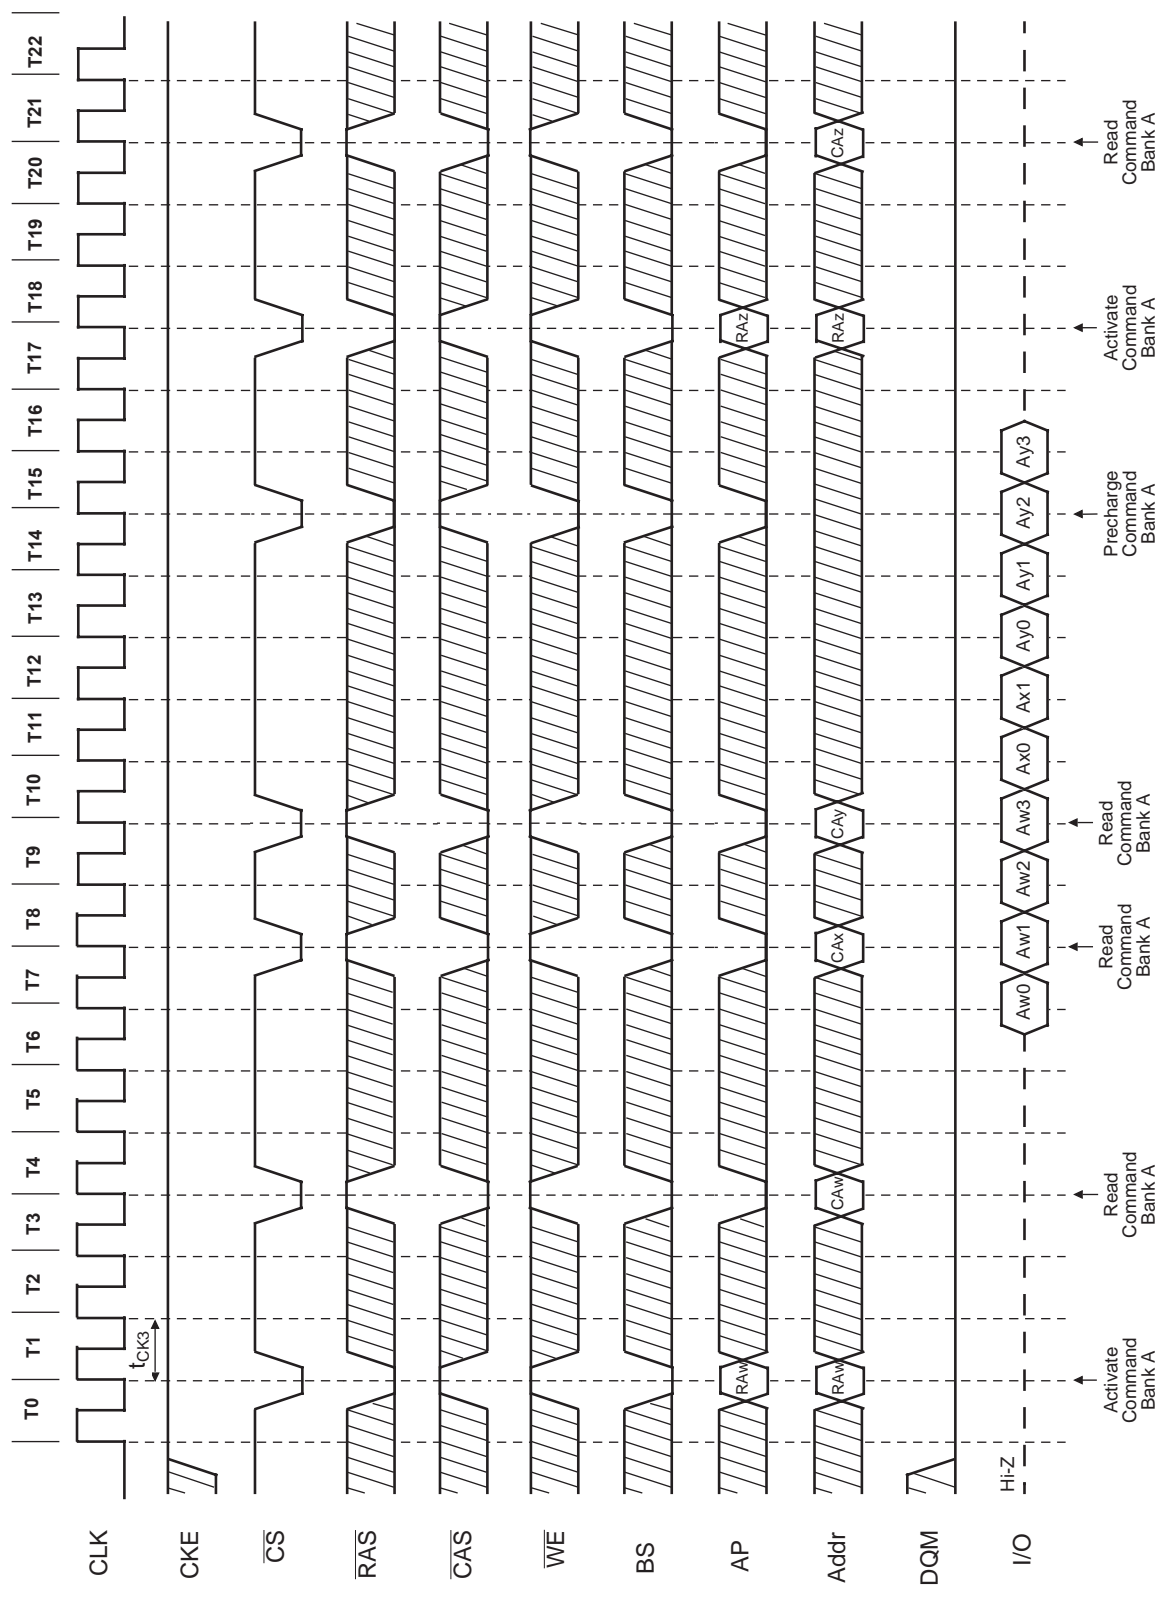 T0 T1 T2 T3 T4 T5 T6 T7 T8 T9 T10 T11 T12 T13 T14 T15 T16 T17 T18 T19 T20 T21 T22
CLK
tCK3
CKE
CS
RAS
CAS
WE
BS
AP RAw RAz
Addr RAw CAw CAx CAy RAz CAz
DQM
Hi-Z
I/O Aw0 Aw1 Aw2 Aw3 Ax0 Ax1 Ay0 Ay1 Ay2 Ay3
Activate
Command
Bank A
Read
Command
Bank A
Read
Command
Bank A
Read
Command
Bank A
Precharge
Command
Bank A
Activate
Command
Bank A
Read
Command
Bank A